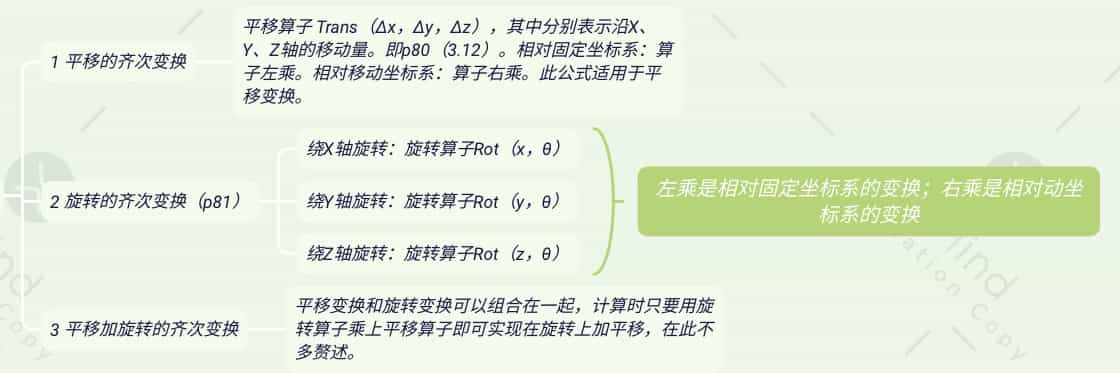 1 平移的齐次变换
平移算子 Trans（Δx，Δy，Δz），其中分别表示沿X、
Y、Z轴的移动量。即p80（3.12）。相对固定坐标系：算
子左乘。相对移动坐标系：算子右乘。此公式适用于平
移变换。
2 旋转的齐次变换（p81）
绕X轴旋转：旋转算子Rot（x，θ）
绕Y轴旋转：旋转算子Rot（y，θ）
绕Z轴旋转：旋转算子Rot（z，θ）
左乘是相对固定坐标系的变换；右乘是相对动坐
标系的变换
3 平移加旋转的齐次变换
平移变换和旋转变换可以组合在一起，计算时只要用旋
转算子乘上平移算子即可实现在旋转上加平移，在此不
多赘述。
Copy
Copy